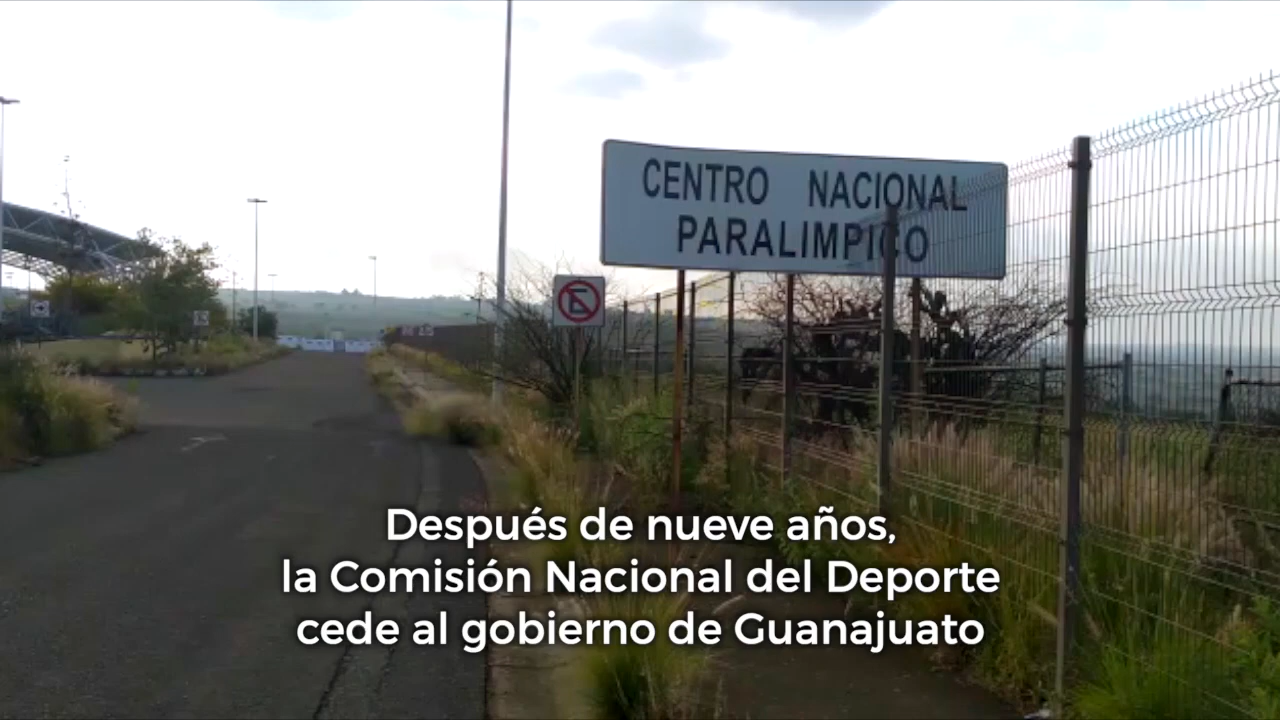 CENTRO NACIONAL
PARALIMPICO
Después de nueve años,
la Comisión Nacional del Deporte
cede al gobierno de Guanajuato